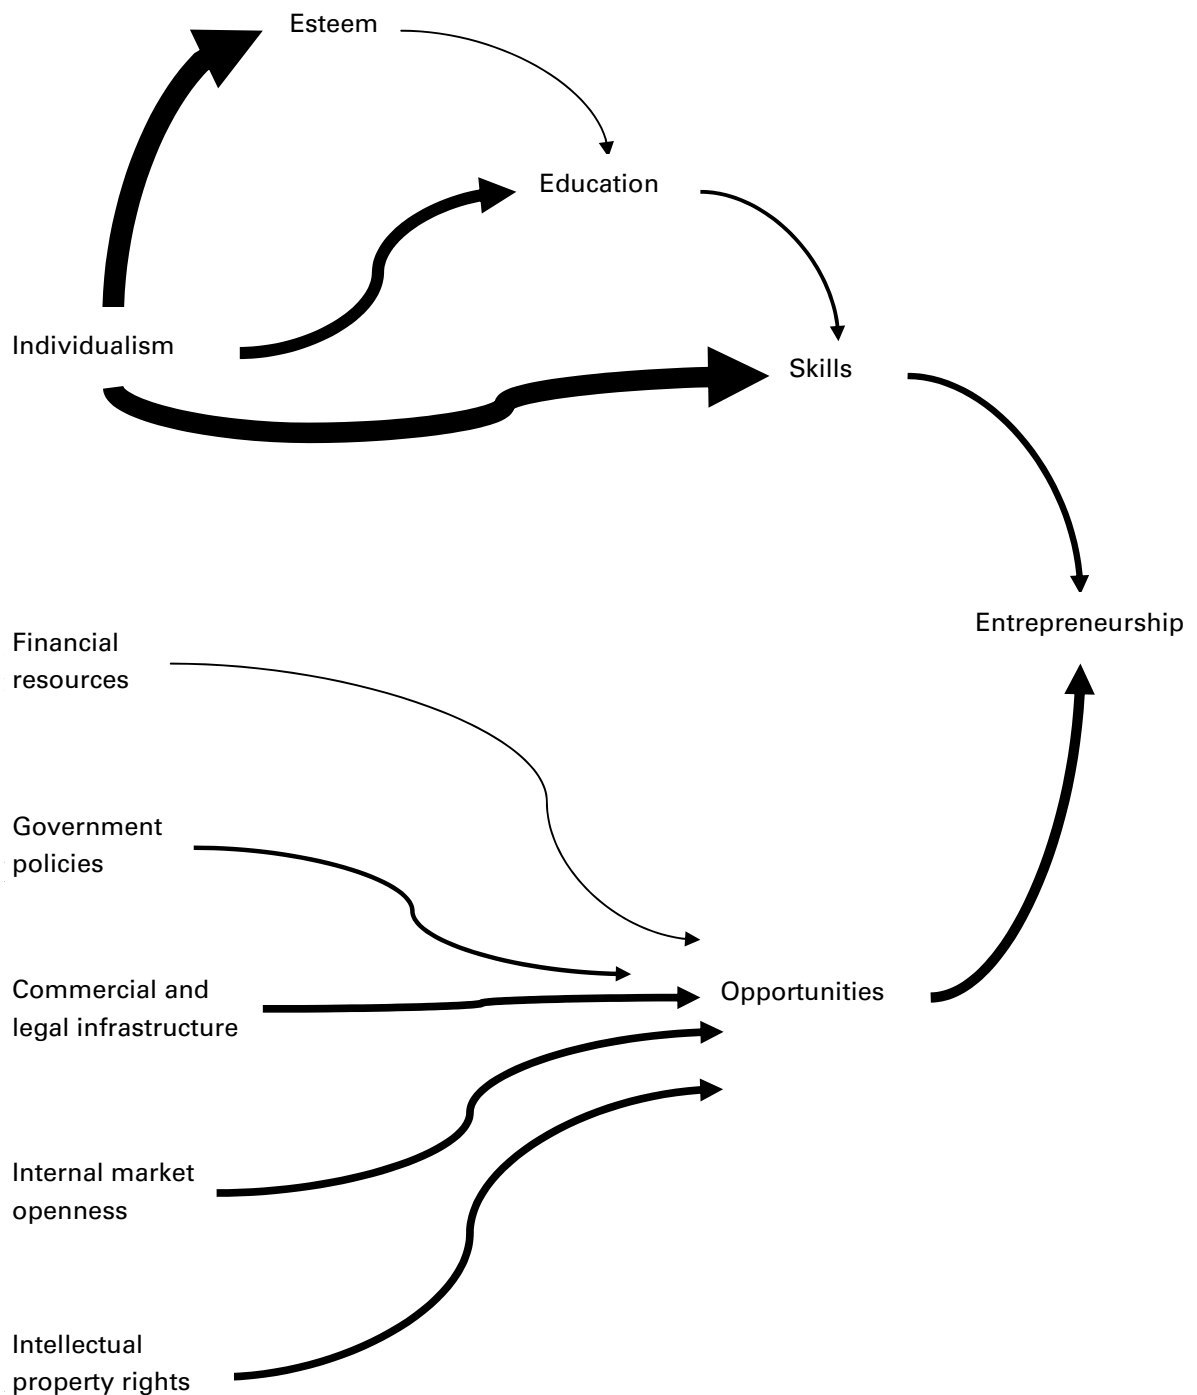 Esteem
Education
Individualism
Skills
Entrepreneurship
Financial
resources
Government
policies
Commercial and
legal infrastructure
Opportunities
Internal market
openness
Intellectual
property rights